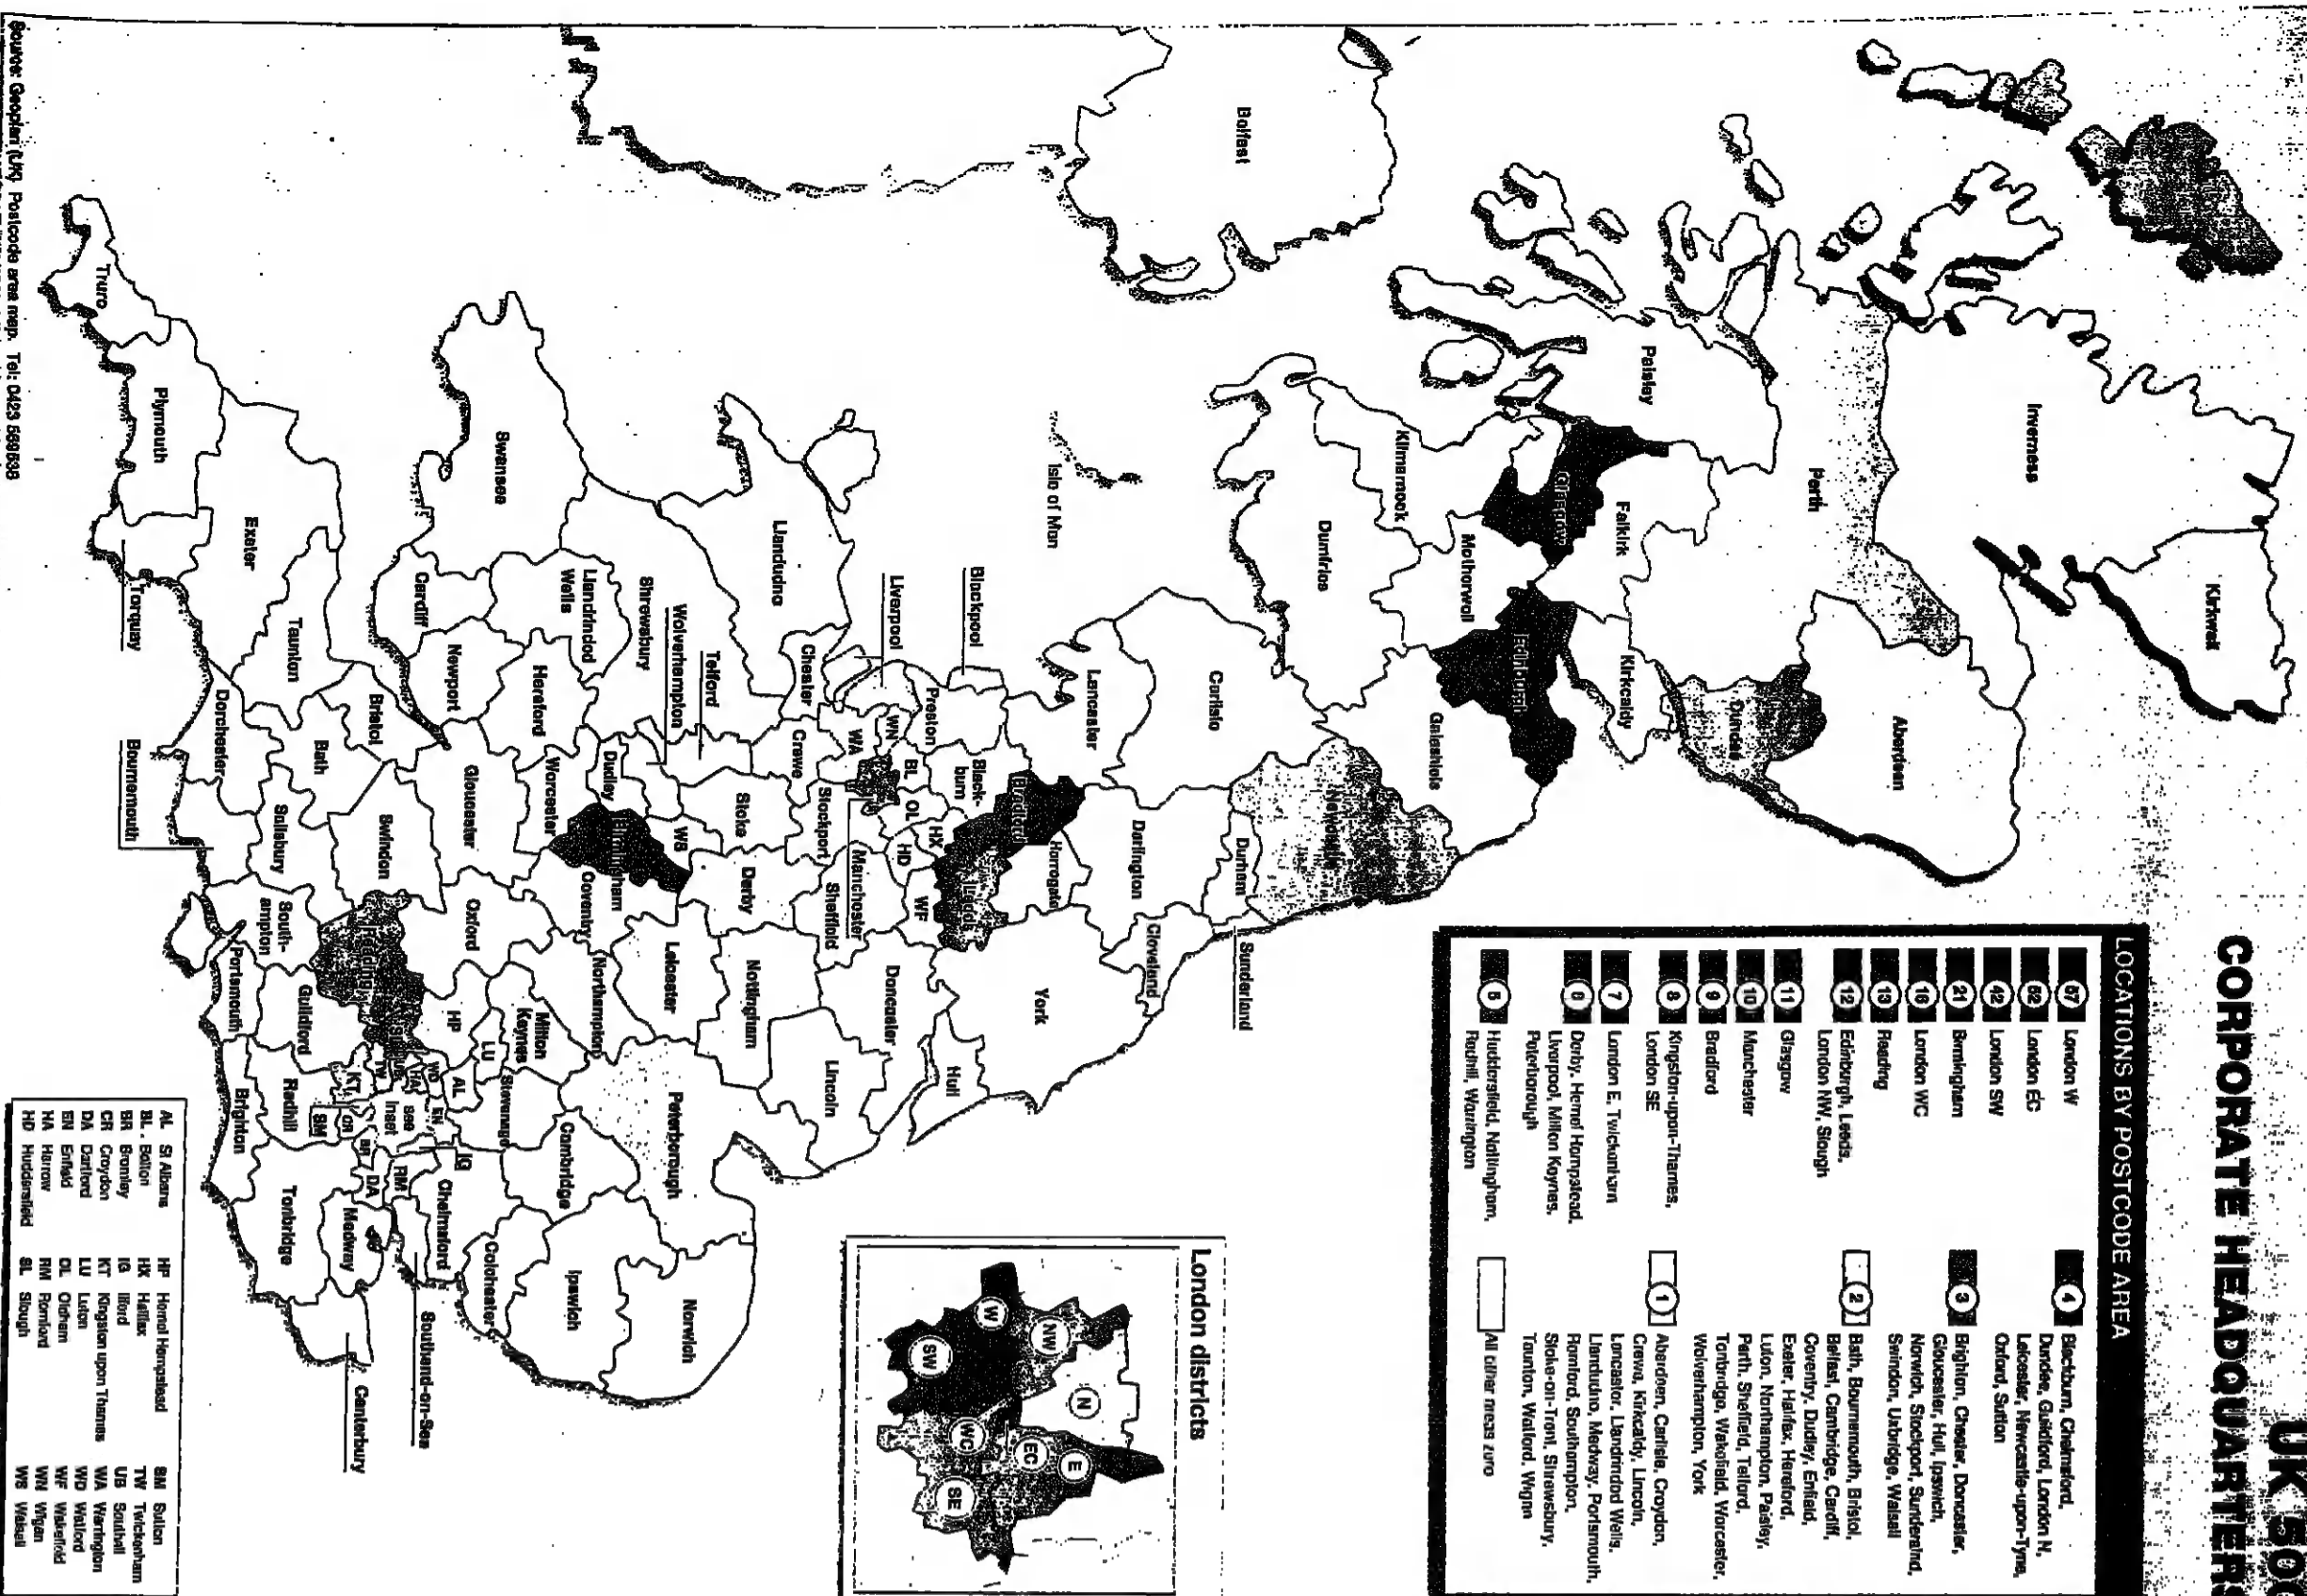 UK 500
CORPORATE HEADQUARTERS
LOCATIONS BY POSTCODE AREA
57 London W
52 London EC
42 London SW
21 Birmingham
16 London WC
13 Reading
12 Edinburgh, Leeds,
London NW, Slough
11 Glasgow
10 Manchester
9 Bradford
8 Kingston-upon-Thames,
London SE
7 London E, Twickenham
6 Derby, Hemel Hempstead,
Liverpool, Milton Keynes,
Peterborough
5 Huddersfield, Nottingham,
Redhill, Warrington
4 Blackburn, Chelmsford,
Dundee, Guildford, London N,
Leicester, Newcastle-upon-Tyne,
Oxford, Sutton
3 Brighton, Chester, Doncaster,
Gloucester, Hull, Ipswich,
Norwich, Stockport, Sunderland,
Swindon, Uxbridge, Walsall
2 Bath, Bournemouth, Bristol,
Belfast, Cambridge, Cardiff,
Coventry, Dudley, Enfield,
Exeter, Halifax, Hereford,
Luton, Northampton, Paisley,
Perth, Sheffield, Telford,
Tonbridge, Wakefield, Worcester,
Wolverhampton, York
1 Aberdeen, Carlisle, Croydon,
Crewe, Kirkcaldy, Lincoln,
Lancaster, Llandrindod Wells,
Llandudno, Medway, Portsmouth,
Romford, Southampton,
Stoke-on-Trent, Shrewsbury,
Taunton, Watford, Wigan
All other areas zero
Kirkwall
Inverness
Aberdeen
Perth
Dundee
Paisley
Falkirk
Kirkcaldy
Glasgow
Edinburgh
Motherwell
Kilmarnock
Galashiels
Dumfries
Belfast
Newcastle
Sunderland
Durham
Carlisle
Darlington
Cleveland
Isle of Man
Lancaster
Harrogate
York
Bradford
Leeds
Blackpool
Preston
Black-
burn
Hull
HX
WF
BL
OL
HD
WN
Liverpool
WA
Manchester
Doncaster
Stockport
Sheffield
Lincoln
Chester
Crewe
Llandudno
Stoke
Derby
Nottingham
Telford
Wolverhampton
Shrewsbury
WS
Leicester
Peterborough
Norwich
Dudley
Birmingham
Coventry
Northampton
Llandrindod
Wells
Hereford
Worcester
Milton
Keynes
Cambridge
Ipswich
Swansea
Newport
Gloucester
Oxford
LU
Stevenage
Colchester
Cardiff
HP
AL
Chelmsford
WD
EN
IG
HA
see
inset
RM
Southend-on-Sea
Bristol
Bath
Swindon
Reading
SL
UB
TW
KT
SM
CR
BR
DA
Medway
Canterbury
Taunton
Salisbury
South-
ampton
Guildford
Redhill
Tonbridge
Exeter
Dorchester
Bournemouth
Portsmouth
Brighton
Torquay
Plymouth
Truro
London districts
NW
N
W
E
EC
WC
SW
SE
AL St Albans
BL . Bolton
BR Bromley
CR Croydon
DA Dartford
EN Enfield
HA Harrow
HD Huddersfield
HP Hemel Hempstead
HX Halifax
IG Ilford
KT Kingston upon Thames
LU Luton
OL Oldham
RM Romford
SL Slough
SM Sutton
TW Twickenham
UB Southall
WA Warrington
WD Watford
WF Wakefield
WN Wigan
WS Walsall
Source: Geoplan (UK) Postcode area map. Tel: 0423 569538